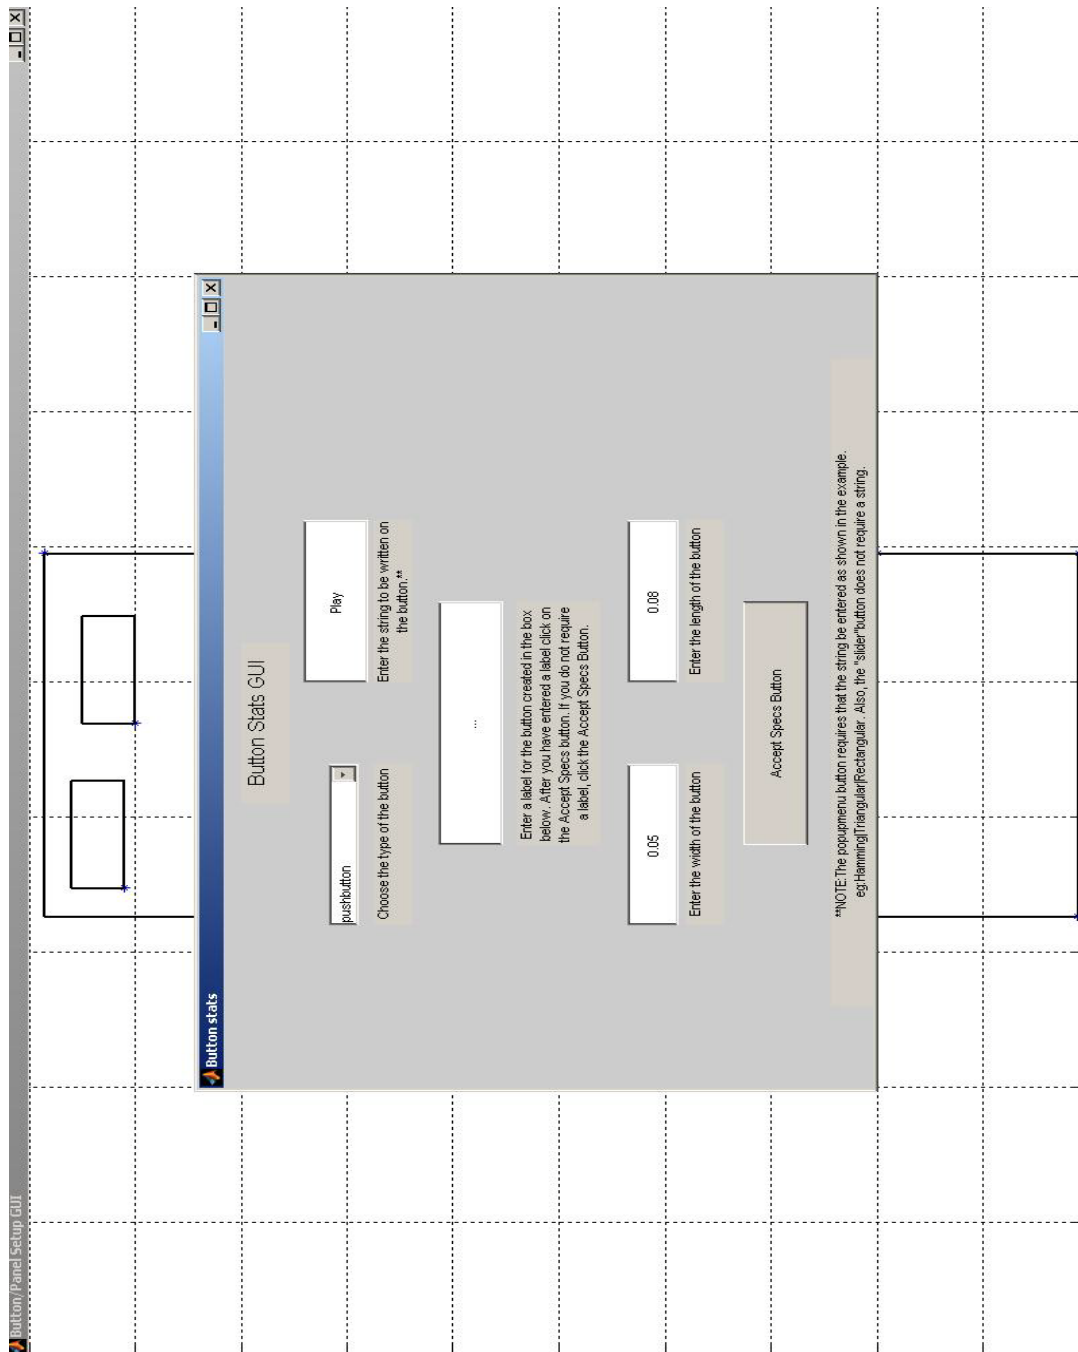 Button/Panel Setup GUI
Button stats
Button Stats GUI
pushbutton
Play
Choose the type of the button
Enter the string to be written on
the button.**
...
Enter a label for the button created in the box
below. After you have entered a label click on
the Accept Specs button. If you do not require
a label, click the Accept Specs Button.
0.05
0.08
Enter the width of the button
Enter the length of the button
Accept Specs Button
**NOTE:The popupmenu button requires that the string be entered as shown in the example.
eg:Hamming|Triangular|Rectangular. Also, the "slider"button does not require a string.